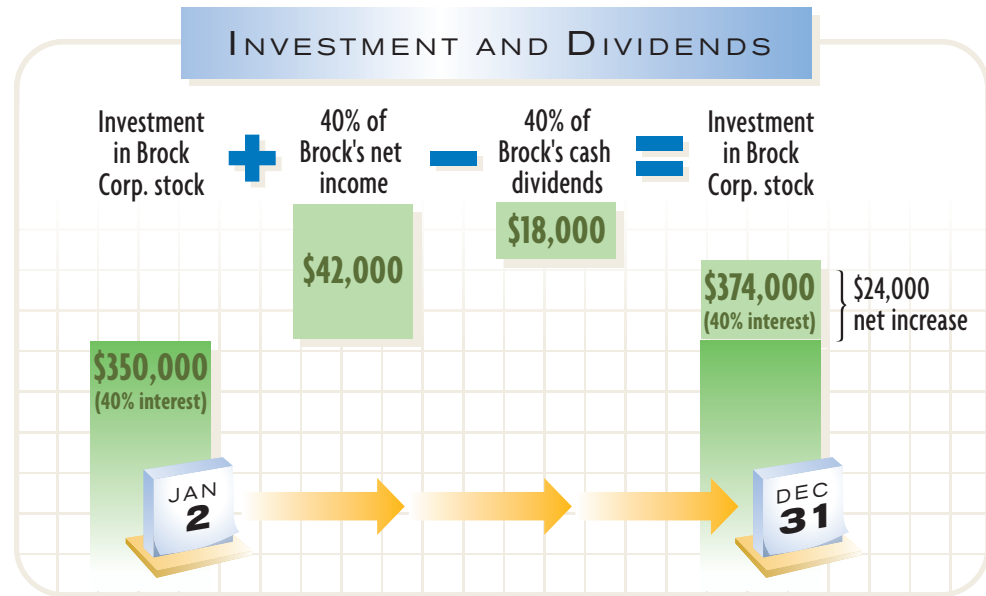 INVESTMENT AND DIVIDENDS
Investment
in Brock
Corp. stock
40% of
Brock's net
income
40% of
Brock's cash
dividends
Investment
in Brock
Corp. stock
$42,000
$18,000
$374,000
(40% interest)
$24,000
net increase
$350,000
(40% interest)
JAN
2
DEC
31